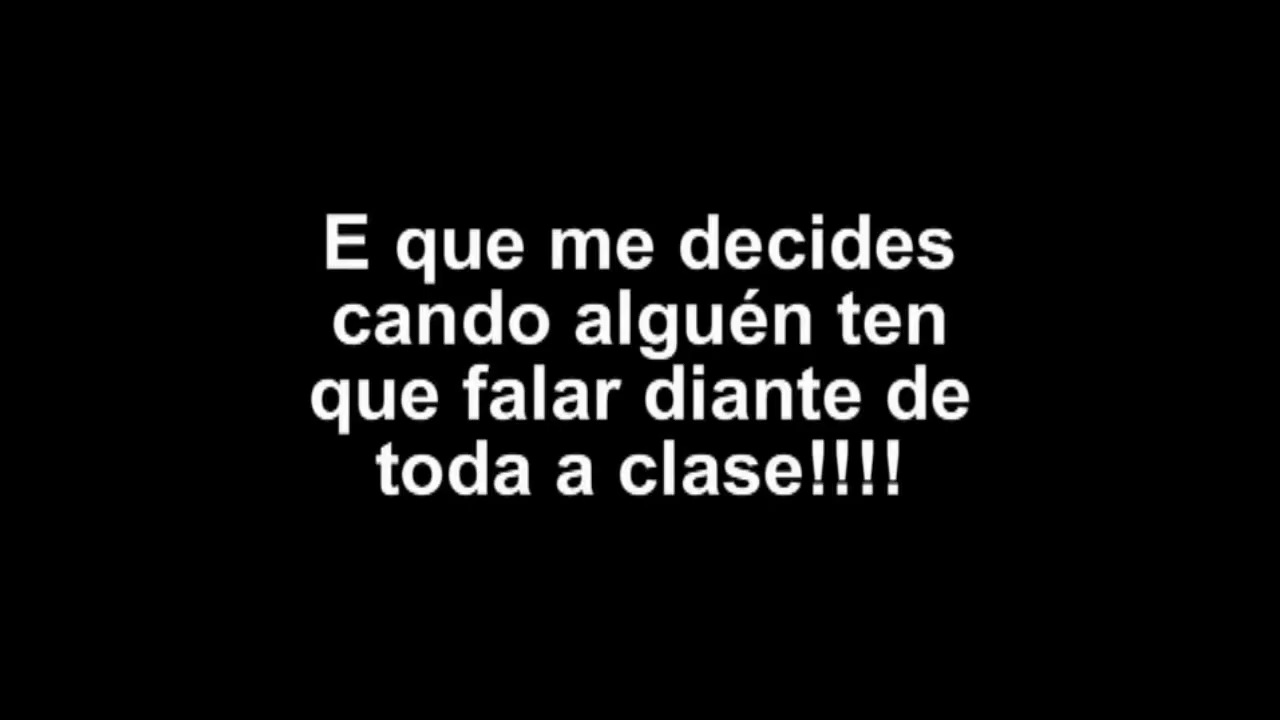 E que me decides
cando alguén ten
que falar diante de
toda a clase!!!!